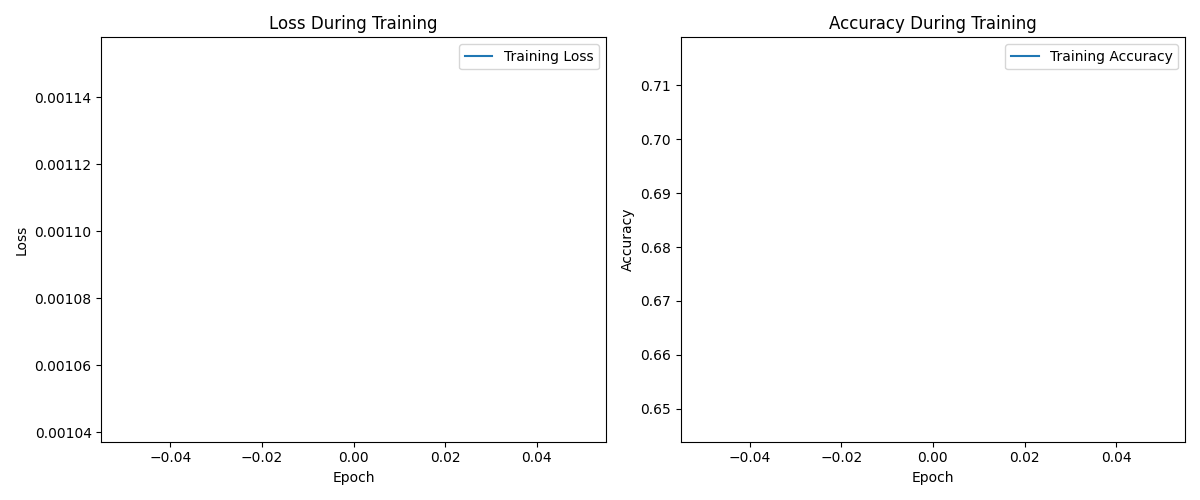 Loss During Training
Training Loss
0.00114
0.00112
0.00110
0.00108
0.00106
0.00104
Loss
−0.04 −0.02 0.00 0.02 0.04
Epoch
Accuracy During Training
Training Accuracy
0.71
0.70
0.69
0.68
0.67
0.66
0.65
Accuracy
−0.04 −0.02 0.00 0.02 0.04
Epoch